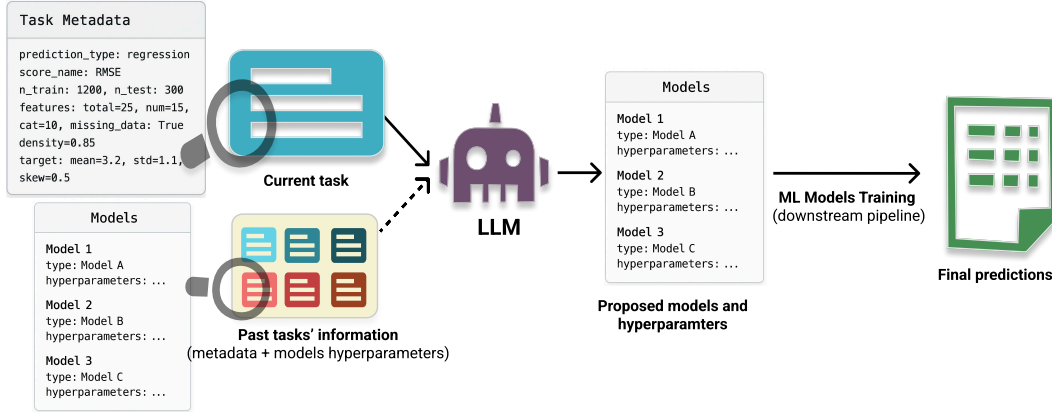 Task Metadata
prediction_type: regression
score_name: RMSE
n_train: 1200, n_test: 300
features: total=25, num=15,
cat=10, missing_data: True
density=0.85
target: mean=3.2, std=1.1,
skew=0.5
Current task
Models
Model 1
type: Model A
hyperparameters: ...
Model 2
type: Model B
hyperparameters: ...
Model 3
type: Model C
hyperparameters: ...
Past tasks’ information
(metadata + models hyperparameters)
LLM
Models
Model 1
type: Model A
hyperparameters: ...
Model 2
type: Model B
hyperparameters: ...
Model 3
type: Model C
hyperparameters: ...
Proposed models and
hyperparamters
ML Models Training
(downstream pipeline)
Final predictions